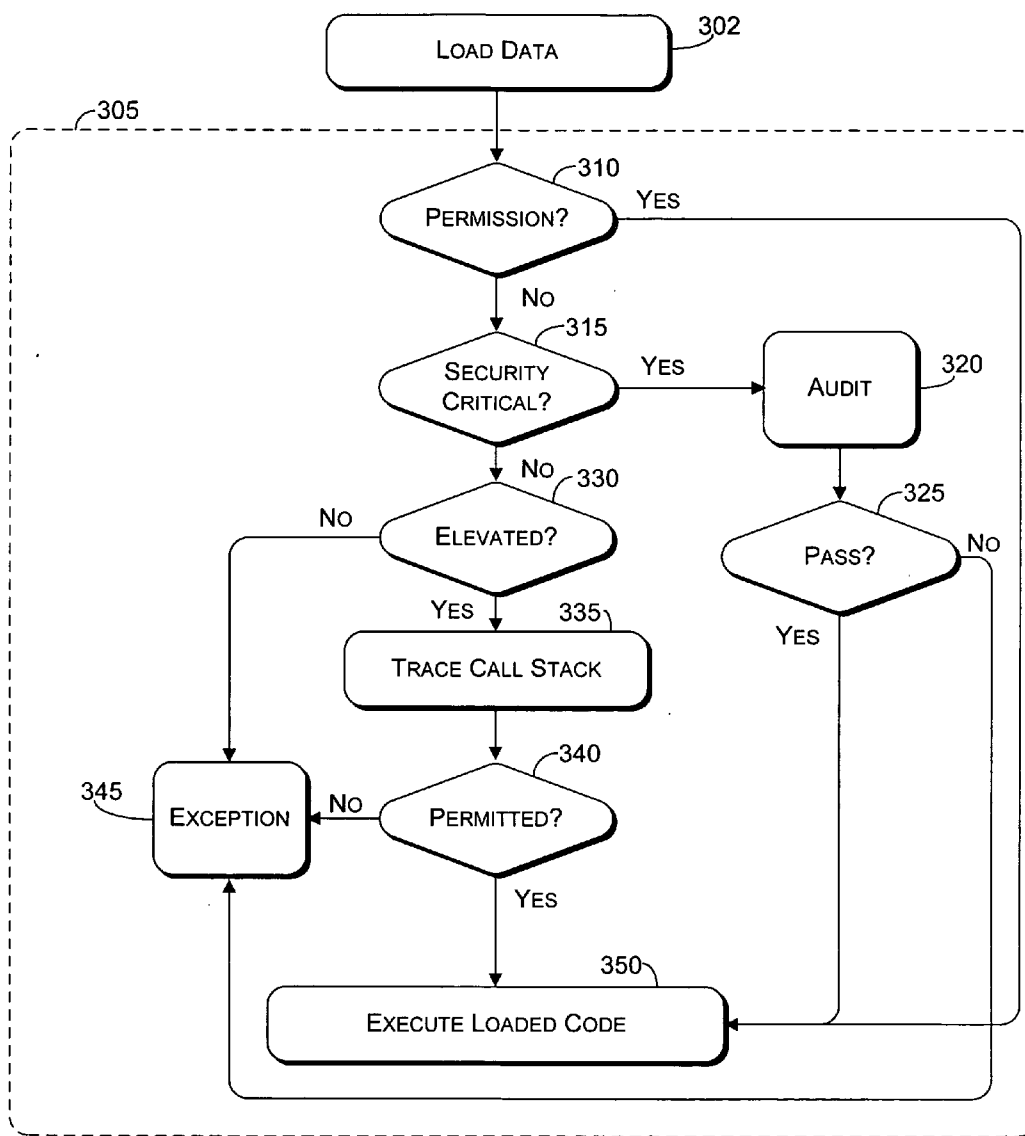 LOAD DATA
302
305
310
PERMISSION?
YES
NO
315
SECURITY
CRITICAL?
YES
AUDIT
320
NO
330
325
NO
ELEVATED?
PASS?
NO
YES
335
YES
TRACE CALL STACK
340
345
EXCEPTION
NO
PERMITTED?
YES
350
EXECUTE LOADED CODE